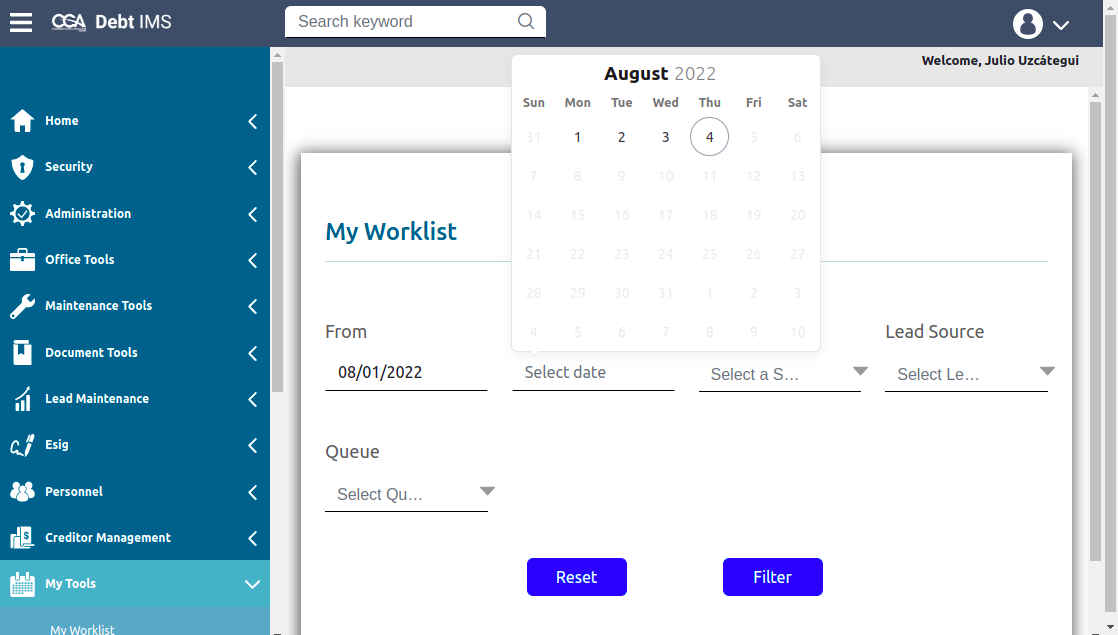 CGA Debt IMS
Search keyword
Welcome, Julio Uzcátegui
Home
Security
Administration
Office Tools
Maintenance Tools
Document Tools
Lead Maintenance
Esig
Personnel
Creditor Management
My Tools
My Worklist
August 2022
Sun Mon Tue Wed Thu Fri Sat
31 1 2 3 4 5 6
7 8 9 10 11 12 13
14 15 16 17 18 19 20
21 22 23 24 25 26 27
28 29 30 31 1 2 3
4 5 6 7 8 9 10
My Worklist
From
08/01/2022
Select date
Select a S…
Lead Source
Select Le…
Queue
Select Qu…
Reset
Filter